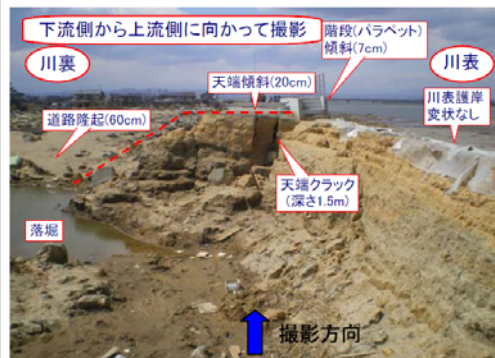 下流側から上流側に向かって撮影
階段(パラペット)
傾斜(7cm)
川裏
川表
天端傾斜(20cm)
川表護岸
変状なし
道路隆起(60cm)
天端クラック
(深さ1.5m)
落堀
撮影方向